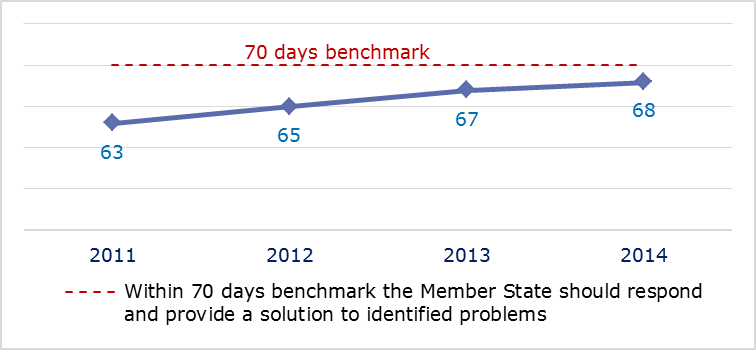 70 days benchmark
63
65
67
68
2011
2012
2013
2014
Within 70 days benchmark the Member State should respond
and provide a solution to identified problems